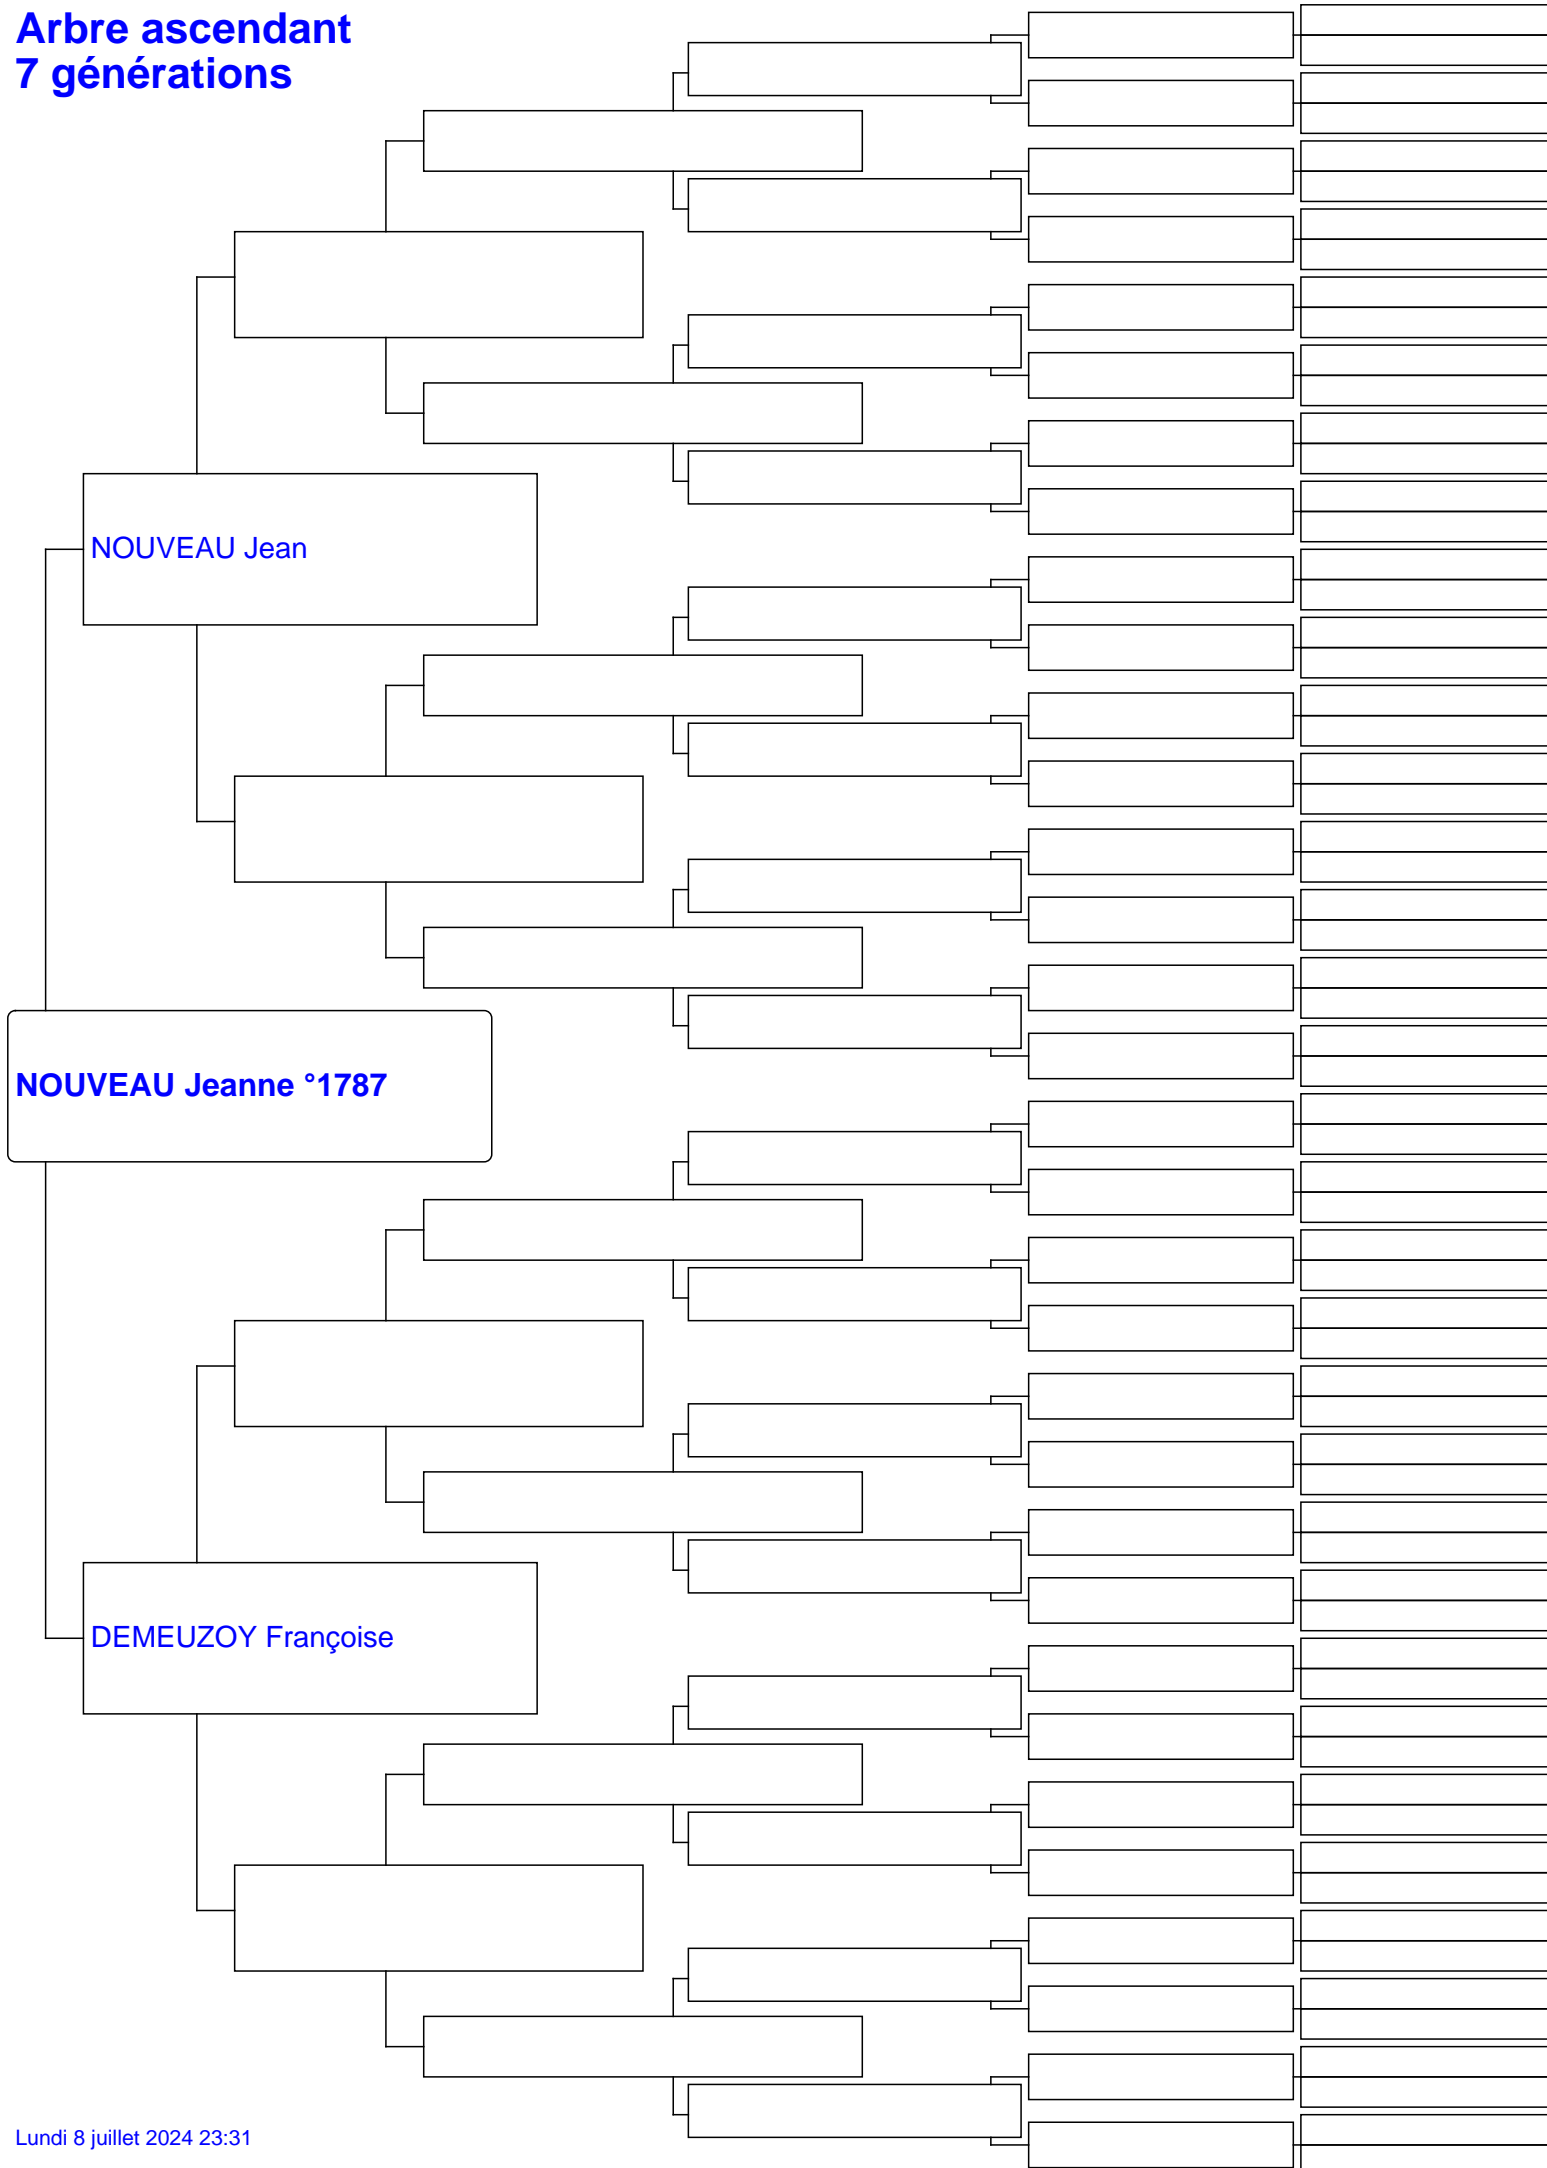 Arbre ascendant
7 générations
NOUVEAU Jean
NOUVEAU Jeanne °1787
DEMEUZOY Françoise
Lundi 8 juillet 2024 23:31